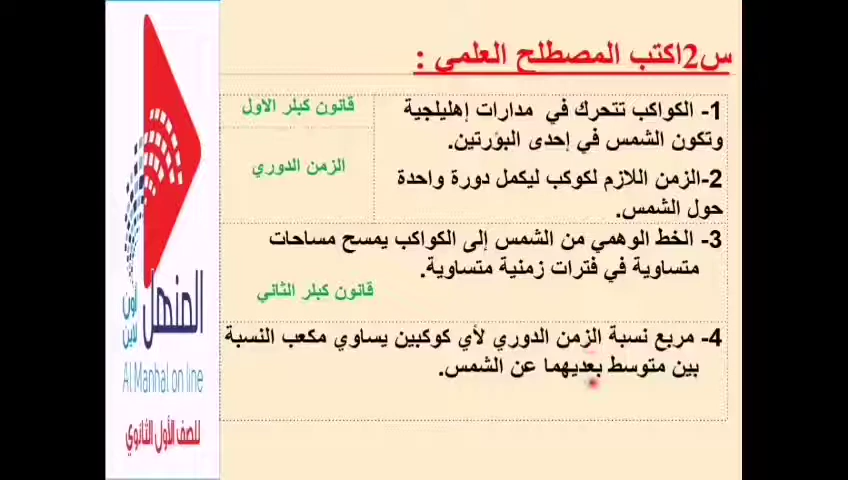 س2اكتب المصطلح العلمي :
1- الكواكب تتحرك في مدارات إهليلجية
وتكون الشمس في إحدى البؤرتين.
قانون كبلر الاول
2-الزمن اللازم لكوكب ليكمل دورة واحدة
حول الشمس.
الزمن الدوري
3- الخط الوهمي من الشمس إلى الكواكب يمسح مساحات
متساوية في فترات زمنية متساوية.
قانون كبلر الثاني
4- مربع نسبة الزمن الدوري لأي كوكبين يساوي مكعب النسبة
بين متوسط بعديهما عن الشمس.
المنهل
اون لاين
Al Manhal on line
للصف الأول الثانوي